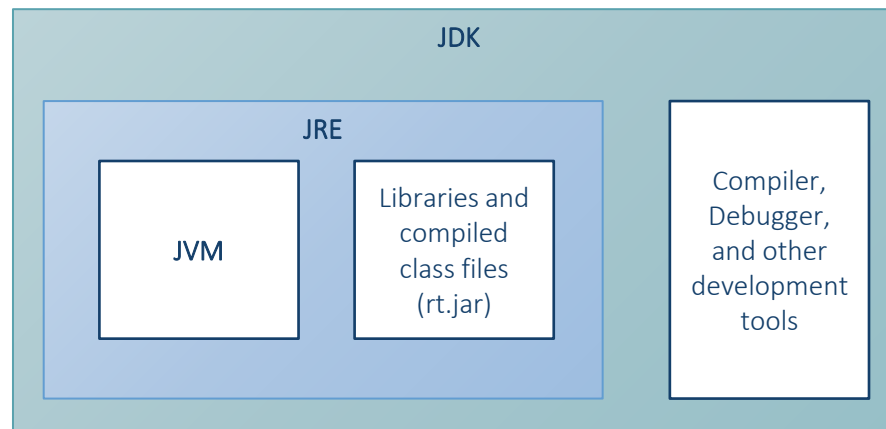 JDK
JRE
JVM
Libraries and
compiled
class files
(rt.jar)
Compiler,
Debugger,
and other
development
tools